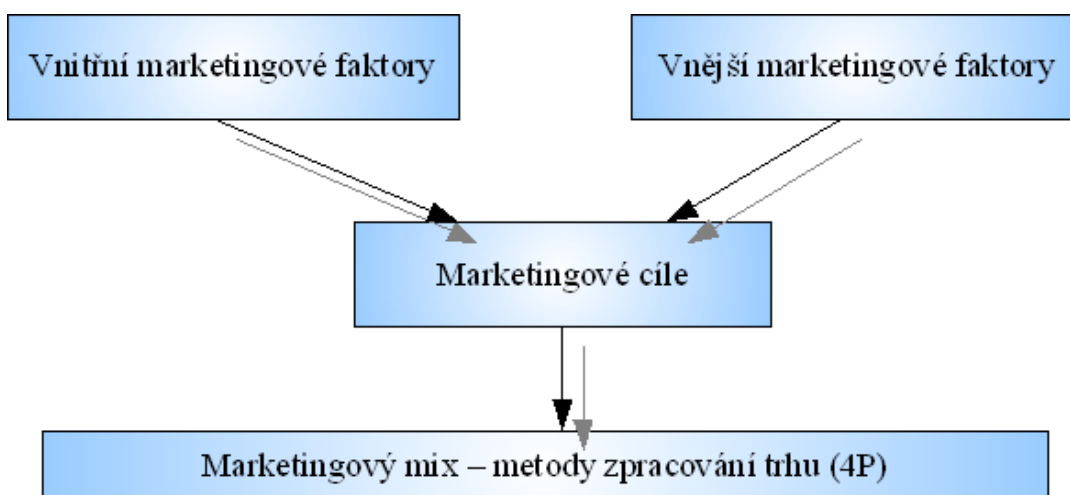 Vnitřní marketingové faktory
Vnější marketingové faktory
Marketingové cíle
Marketingový mix – metody zpracování trhu (4P)